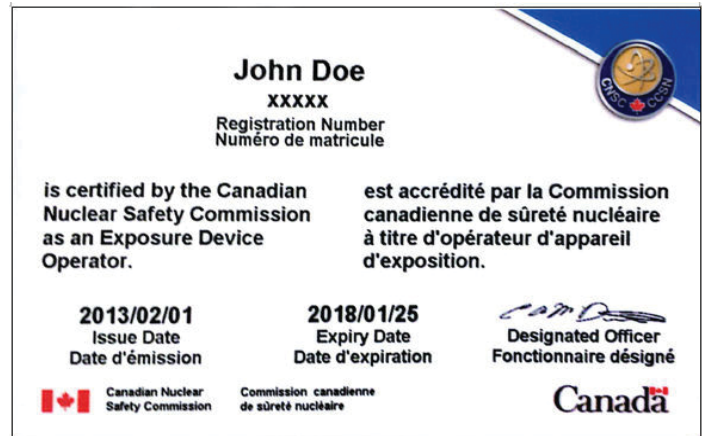 CNSC CCSN
John Doe
XXXXX
Registration Number
Numéro de matricule
is certified by the Canadian
Nuclear Safety Commission
as an Exposure Device
Operator.
est accrédité par la Commission
canadienne de sûreté nucléaire
à titre d'opérateur d'appareil
d'exposition.
2013/02/01
Issue Date
Date d'émission
2018/01/25
Expiry Date
Date d'expiration
Designated Officer
Fonctionnaire désigné
Canadian Nuclear
Safety Commission
Commission canadienne
de sûreté nucléaire
Canada